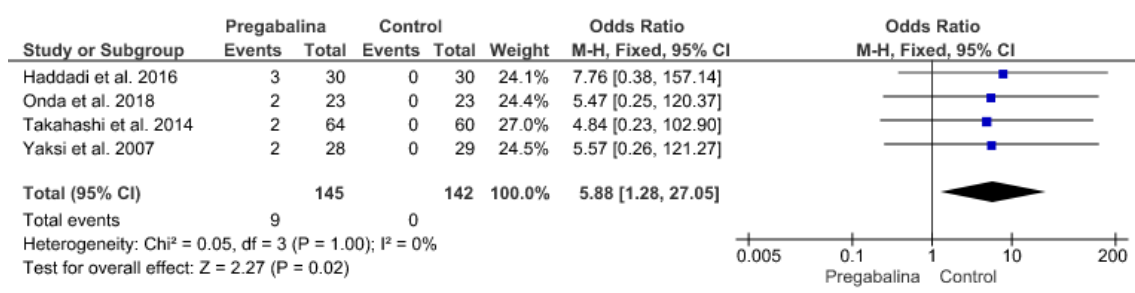 Pregabalina Control Odds Ratio Odds Ratio
Study or Subgroup Events Total Events Total Weight M-H, Fixed, 95% CI M-H, Fixed, 95% CI
Haddadi et al. 2016 3 30 0 30 24.1% 7.76 [0.38, 157.14]
Onda et al. 2018 2 23 0 23 24.4% 5.47 [0.25, 120.37]
Takahashi et al. 2014 2 64 0 60 27.0% 4.84 [0.23, 102.90]
Yaksi et al. 2007 2 28 0 29 24.5% 5.57 [0.26, 121.27]
Total (95% CI) 145 142 100.0% 5.88 [1.28, 27.05]
Total events 9 0
Heterogeneity: Chi² = 0.05, df = 3 (P = 1.00); I² = 0%
Test for overall effect: Z = 2.27 (P = 0.02)
0.005 0.1 1 10 200
Pregabalina Control